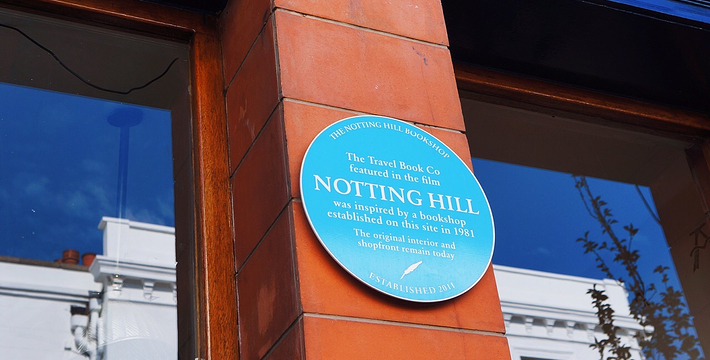 THE NOTTING HILL BOOKSHOP
The Travel Book Co
featured in the film
NOTTING HILL
was inspired by a bookshop
established on this site in 1981
The original interior and
shopfront remain today
ESTABLISHED 2011